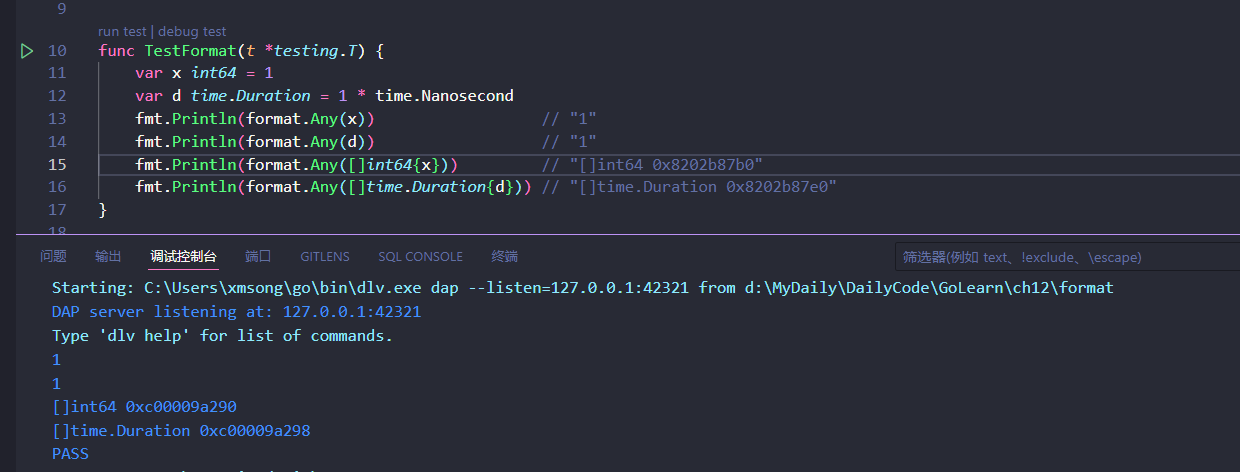 9
run test | debug test
10 func TestFormat(t *testing.T) {
11 var x int64 = 1
12 var d time.Duration = 1 * time.Nanosecond
13 fmt.Println(format.Any(x)) // "1"
14 fmt.Println(format.Any(d)) // "1"
15 fmt.Println(format.Any([]int64{x})) // "[]int64 0x8202b87b0"
16 fmt.Println(format.Any([]time.Duration{d})) // "[]time.Duration 0x8202b87e0"
17 }
18
问题 输出 调试控制台 端口 GITLENS SQL CONSOLE 终端 筛选器(例如 text、!exclude、\escape)
Starting: C:\Users\xmsong\go\bin\dlv.exe dap --listen=127.0.0.1:42321 from d:\MyDaily\DailyCode\GoLearn\ch12\format
DAP server listening at: 127.0.0.1:42321
Type 'dlv help' for list of commands.
1
1
[]int64 0xc00009a290
[]time.Duration 0xc00009a298
PASS